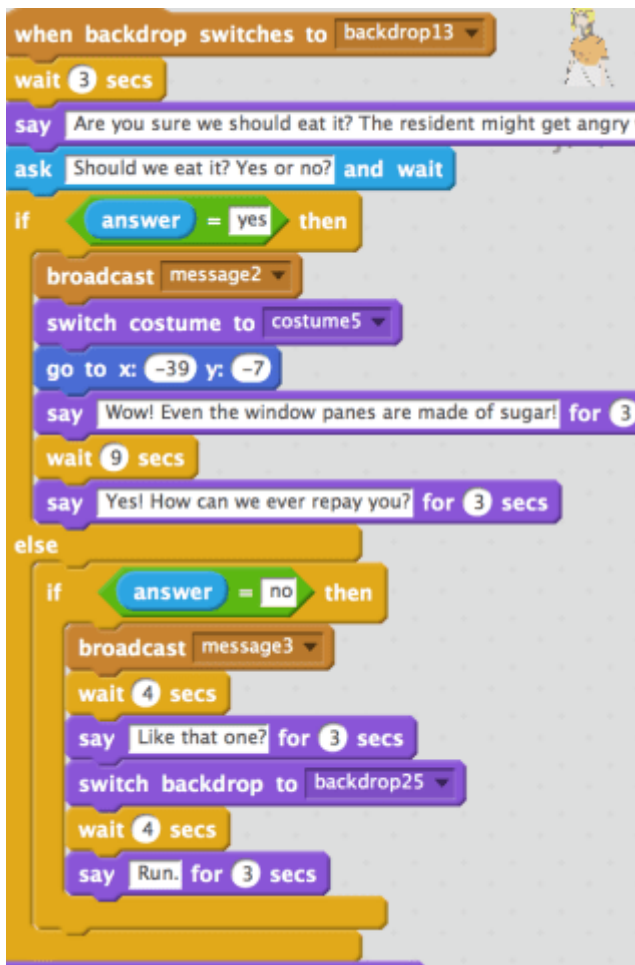 when backdrop switches to backdrop13
wait 3 secs
say Are you sure we should eat it? The resident might get angry
ask Should we eat it? Yes or no? and wait
if answer = yes then
broadcast message2
switch costume to costume5
go to x: -39 y: -7
say Wow! Even the window panes are made of sugar! for 3
wait 9 secs
say Yes! How can we ever repay you? for 3 secs
else
if answer = no then
broadcast message3
wait 4 secs
say Like that one? for 3 secs
switch backdrop to backdrop25
wait 4 secs
say Run. for 3 secs